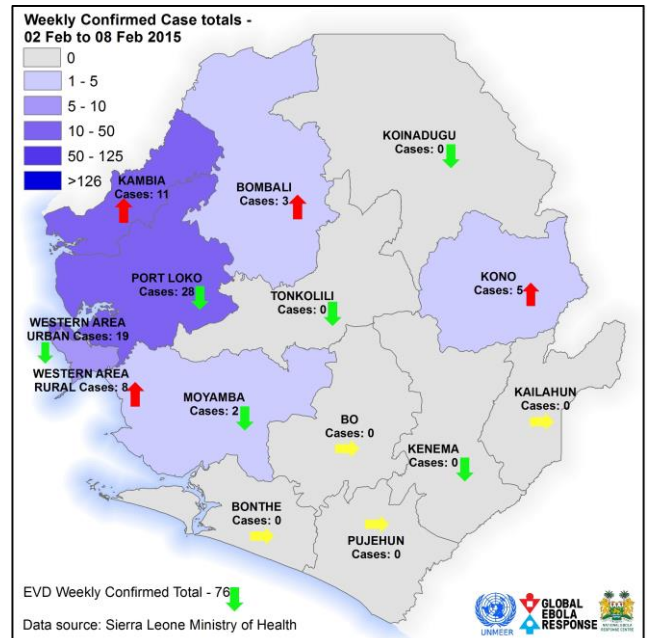 Weekly Confirmed Case totals -
02 Feb to 08 Feb 2015
0
1 - 5
5 - 10
10 - 50
50 - 125
>126
KOINADUGU
Cases: 0
KAMBIA
Cases: 11
BOMBALI
Cases: 3
PORT LOKO
Cases: 28
KONO
Cases: 5
TONKOLILI
Cases: 0
WESTERN AREA
URBAN Cases: 19
WESTERN AREA
RURAL Cases: 8
MOYAMBA
Cases: 2
BO
Cases: 0
KAILAHUN
Cases: 0
KENEMA
Cases: 0
BONTHE
Cases: 0
PUJEHUN
Cases: 0
EVD Weekly Confirmed Total - 76
Data source: Sierra Leone Ministry of Health
UNMEER
GLOBAL
EBOLA
RESPONSE
NATIONAL EBOLA
RESPONSE CENTRE